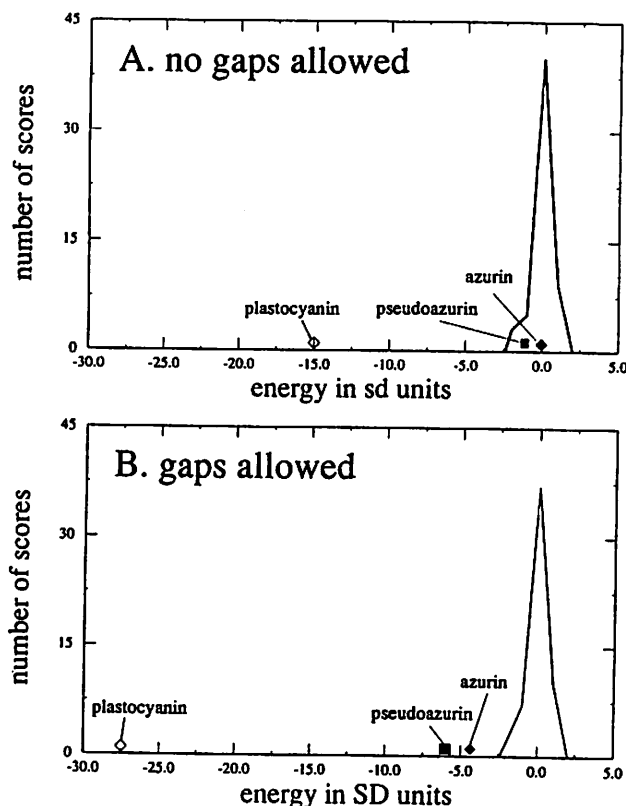 A. no gaps allowed
number of scores
45
30
15
0
azurin
pseudoazurin
plastocyanin
-30.0 -25.0 -20.0 -15.0 -10.0 -5.0 0.0 5.0
energy in sd units
B. gaps allowed
number of scores
45
30
15
0
azurin
pseudoazurin
plastocyanin
-30.0 -25.0 -20.0 -15.0 -10.0 -5.0 0.0 5.0
energy in SD units